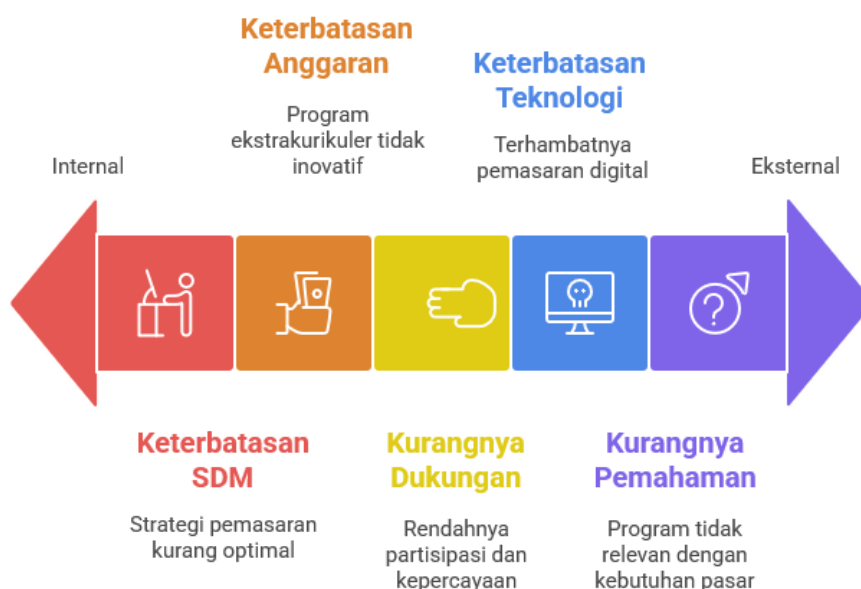 Keterbatasan
Anggaran
Program
ekstrakurikuler tidak
inovatif
Keterbatasan
Teknologi
Terhambatnya
pemasaran digital
Internal
Eksternal
?
Keterbatasan
SDM
Strategi pemasaran
kurang optimal
Kurangnya
Dukungan
Rendahnya
partisipasi dan
kepercayaan
Kurangnya
Pemahaman
Program tidak
relevan dengan
kebutuhan pasar